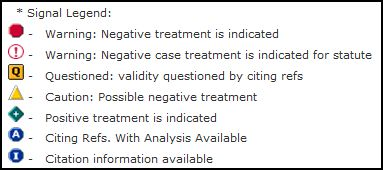 * Signal Legend:
- Warning: Negative treatment is indicated
! - Warning: Negative case treatment is indicated for statute
Q - Questioned: validity questioned by citing refs
- Caution: Possible negative treatment
+ - Positive treatment is indicated
A - Citing Refs. With Analysis Available
I - Citation information available